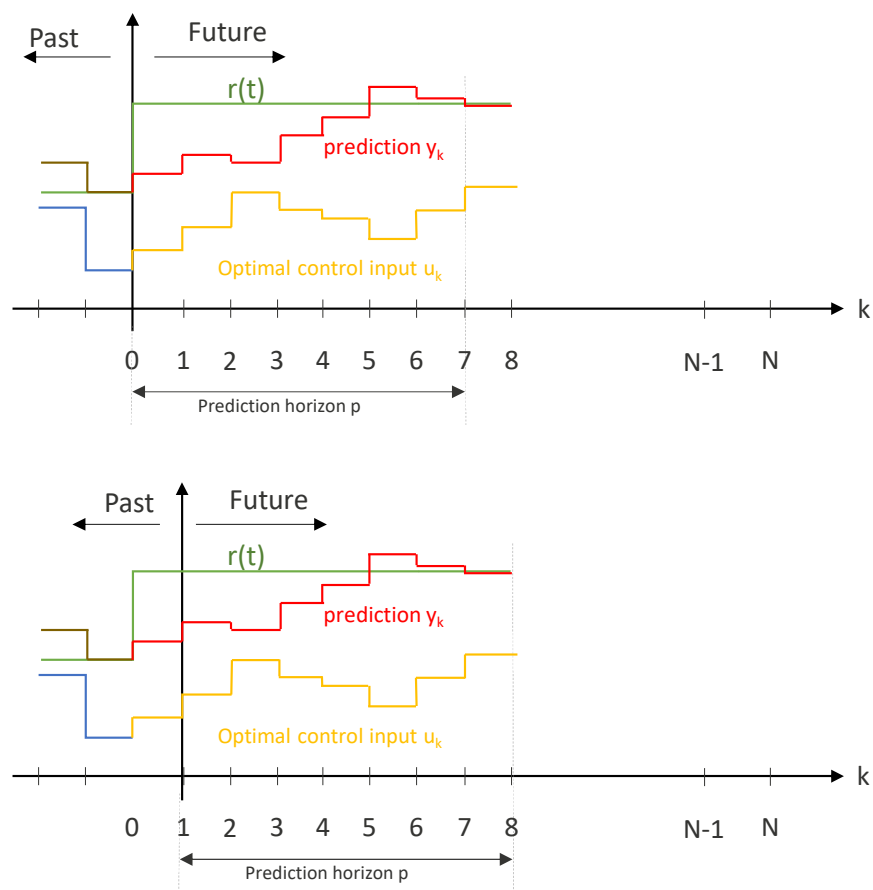 Past Future
r(t)
prediction yk
Optimal control input uk
k
0 1 2 3 4 5 6 7 8 N-1 N
Prediction horizon p
Past Future
r(t)
prediction yk
Optimal control input uk
k
0 1 2 3 4 5 6 7 8 N-1 N
Prediction horizon p